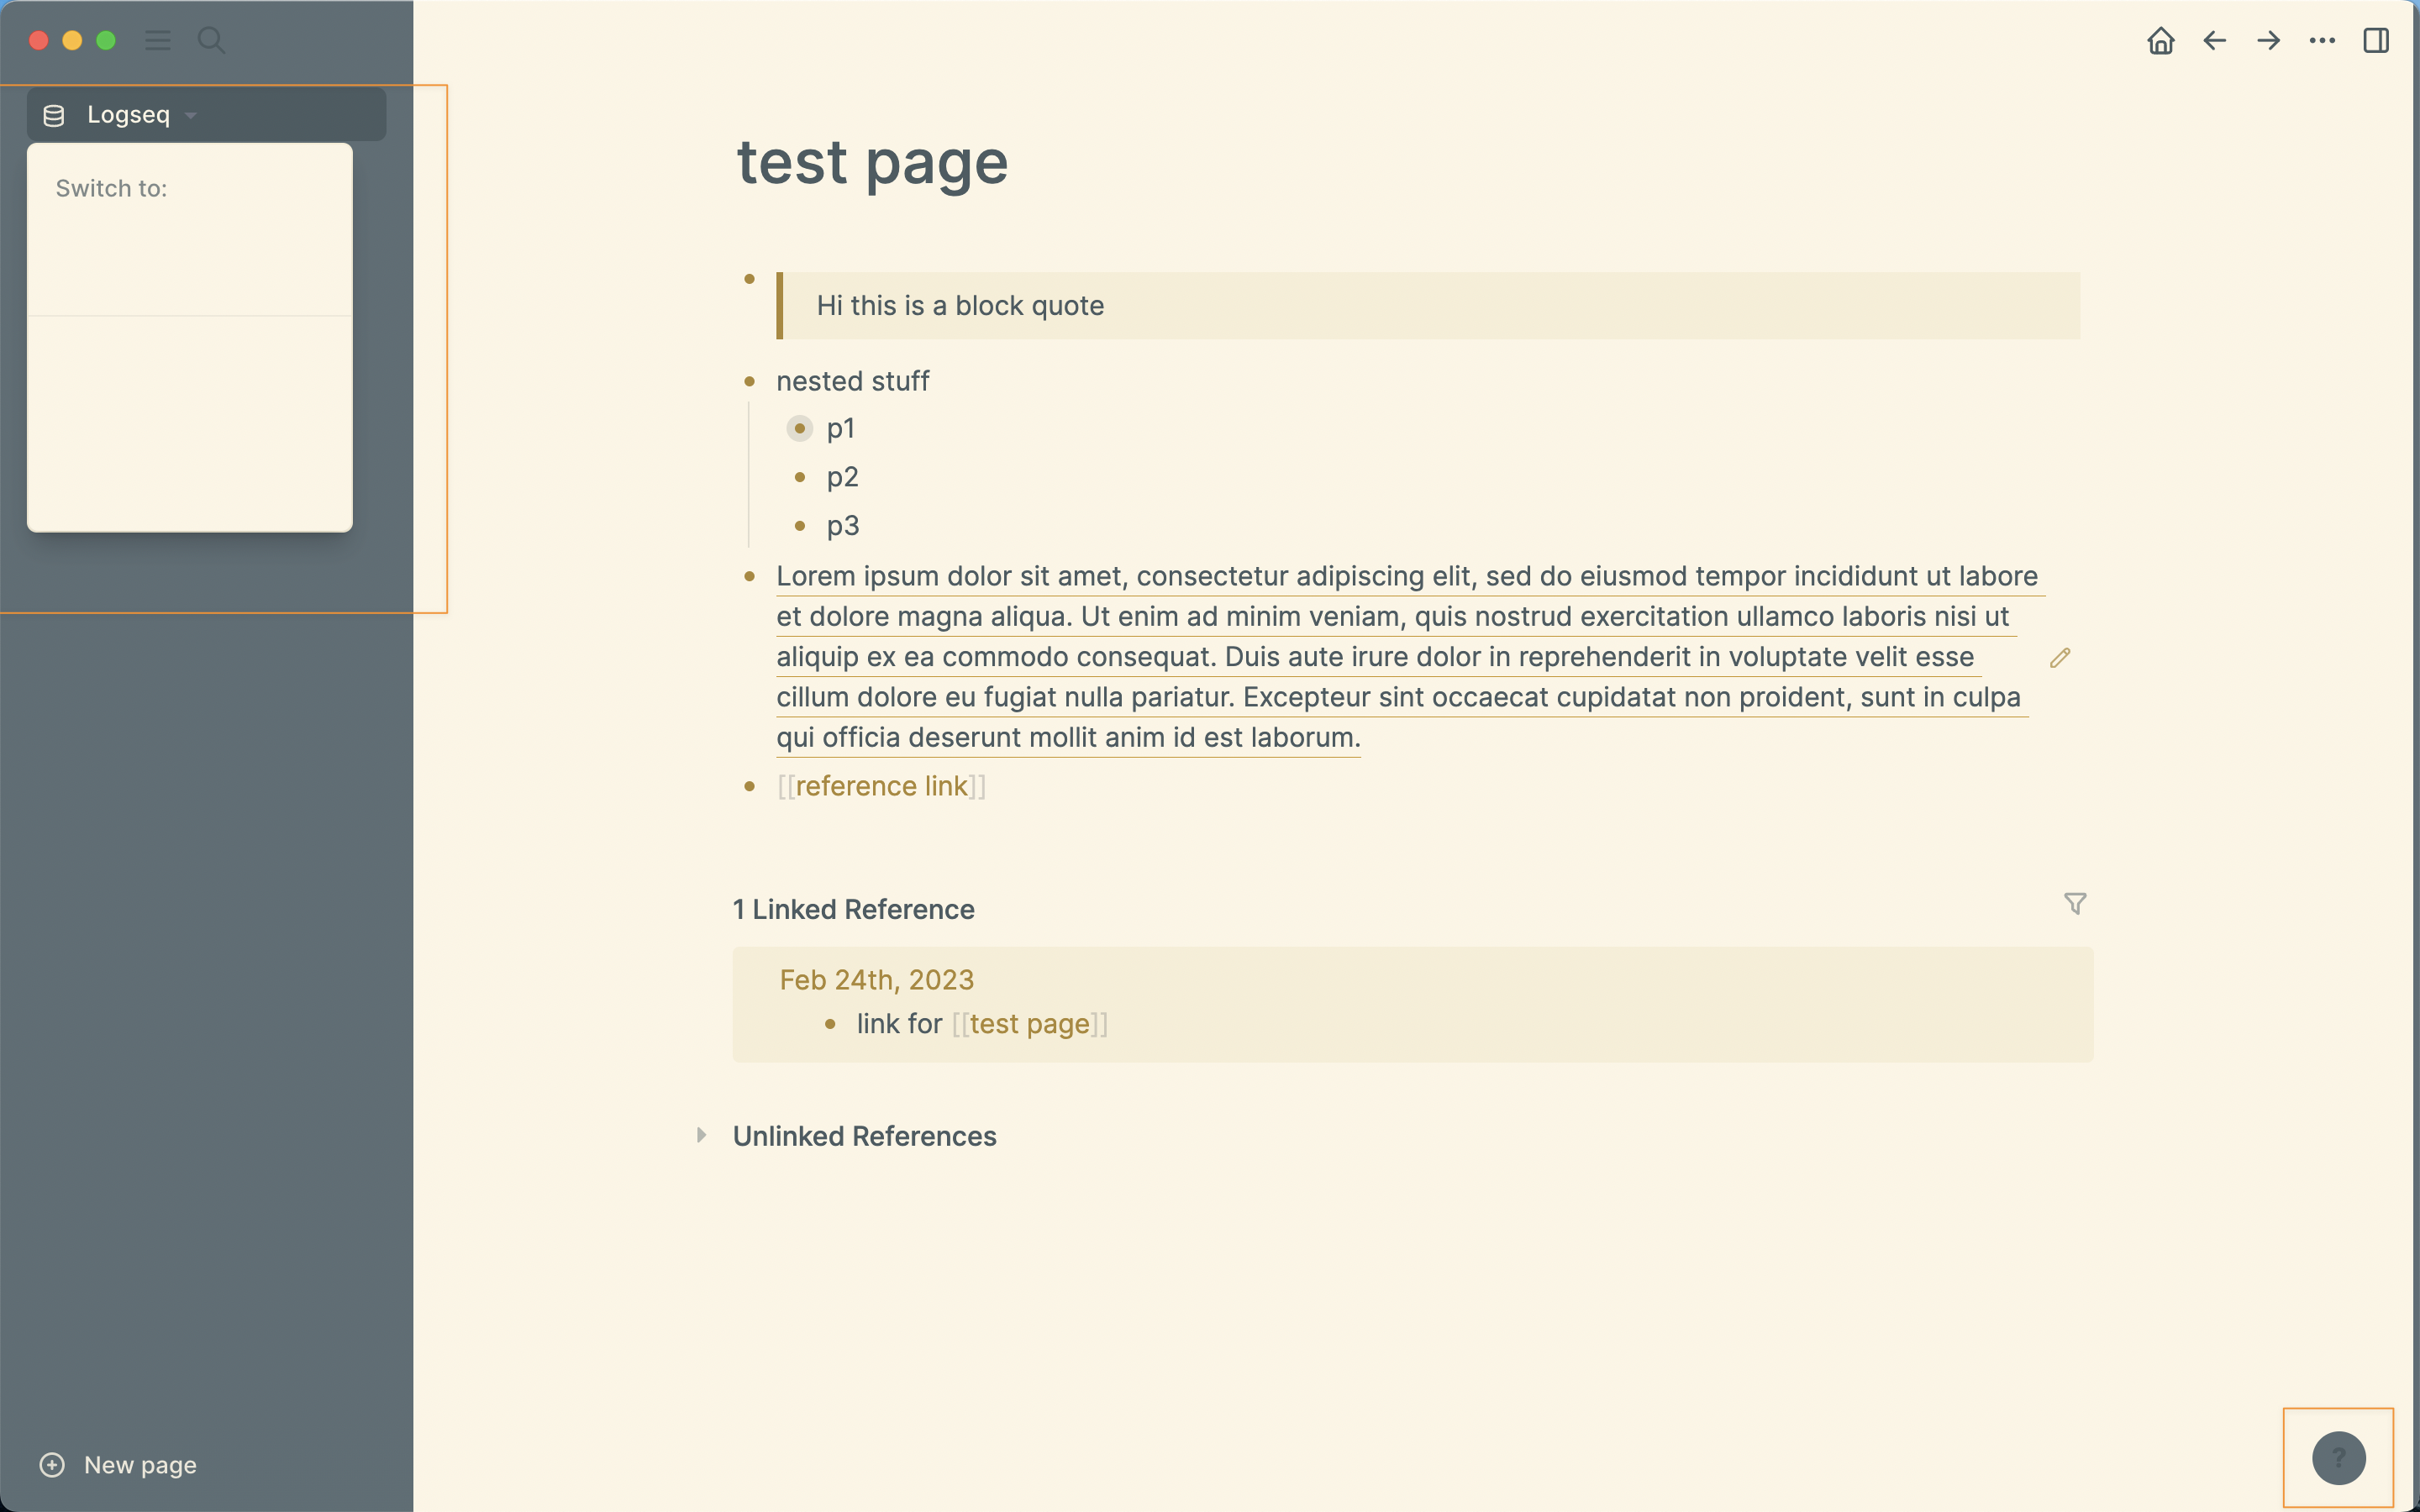 Logseq
Switch to:
test page
Hi this is a block quote
nested stuff
p1
p2
p3
Lorem ipsum dolor sit amet, consectetur adipiscing elit, sed do eiusmod tempor incididunt ut labore
et dolore magna aliqua. Ut enim ad minim veniam, quis nostrud exercitation ullamco laboris nisi ut
aliquip ex ea commodo consequat. Duis aute irure dolor in reprehenderit in voluptate velit esse
cillum dolore eu fugiat nulla pariatur. Excepteur sint occaecat cupidatat non proident, sunt in culpa
qui officia deserunt mollit anim id est laborum.
[[reference link]]
1 Linked Reference
Feb 24th, 2023
link for [[test page]]
Unlinked References
New page
?